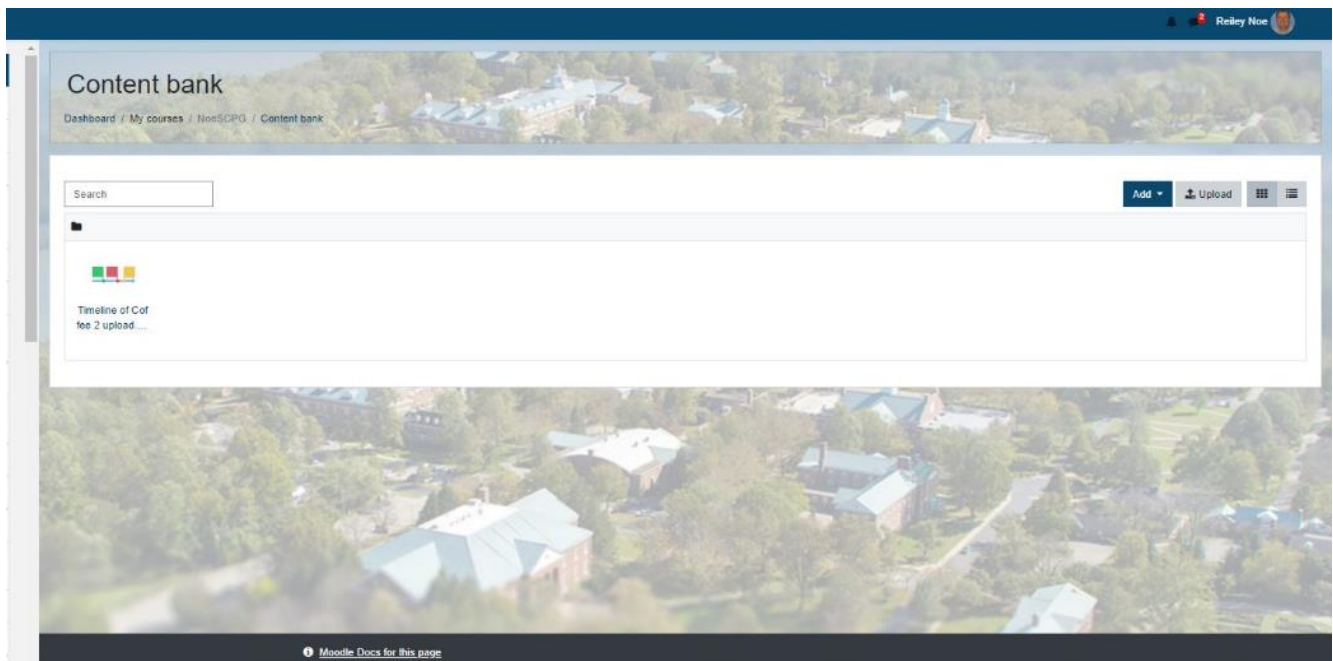 2
Reiley Noe
Content bank
Dashboard / My courses / NoeSCPG / Content bank
Search
Add
Upload
Timeline of Cof
fee 2 upload....
Moodle Docs for this page